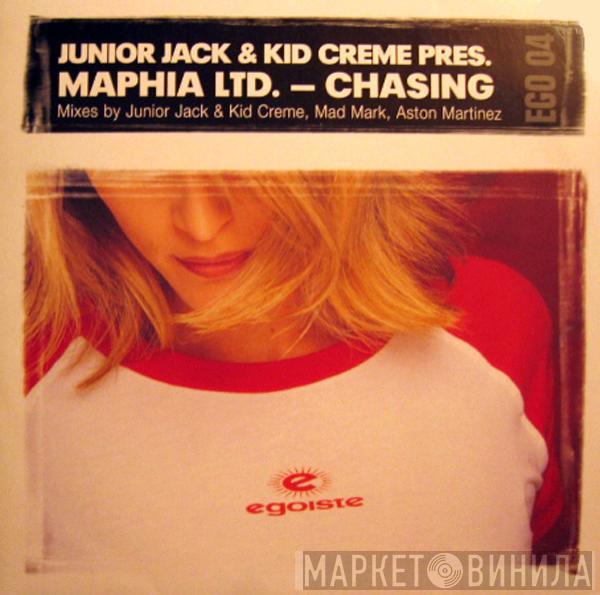 JUNIOR JACK & KID CREME PRES.
MAPHIA LTD. – CHASING
Mixes by Junior Jack & Kid Creme, Mad Mark, Aston Martinez
EGO 04
e
egoiste
МАРКЕТ ВИНИЛА